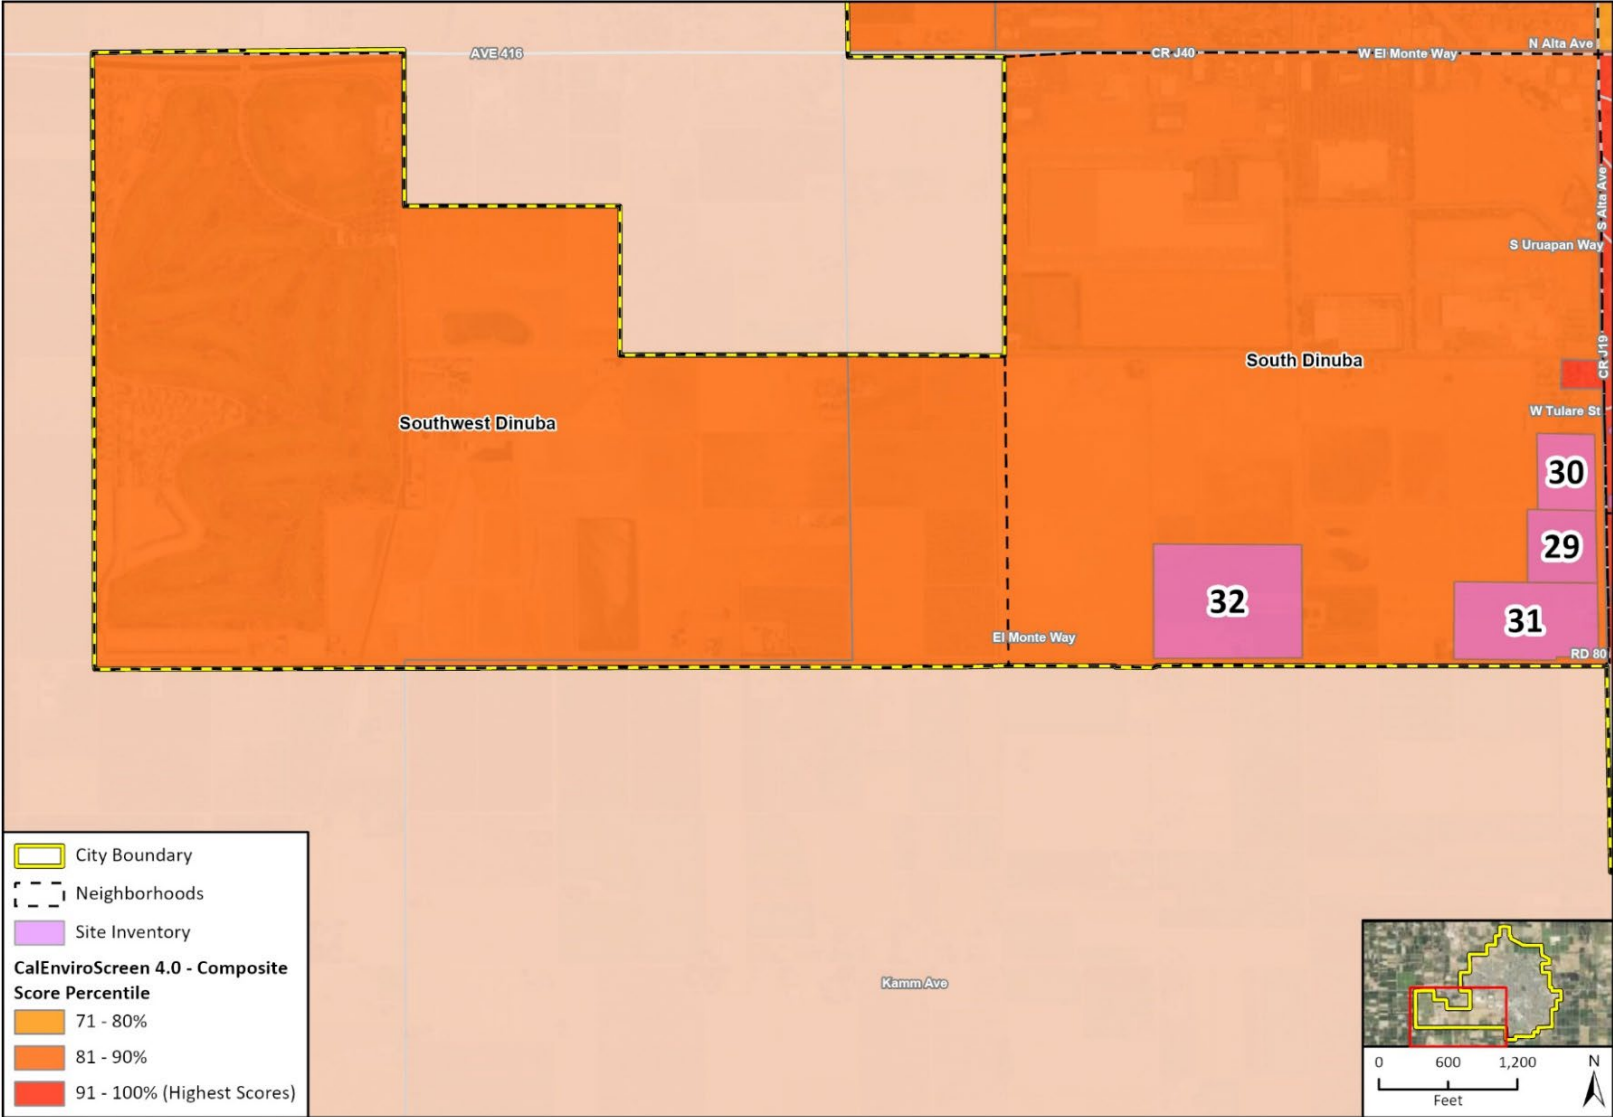 AVE 416
CR J40
W El Monte Way
N Alta Ave
S Alta Ave
S Uruapan Way
CR J19
South Dinuba
W Tulare St
Southwest Dinuba
30
29
32
31
El Monte Way
RD 80
Kamm Ave
City Boundary
Neighborhoods
Site Inventory
CalEnviroScreen 4.0 - Composite
Score Percentile
71 - 80%
81 - 90%
91 - 100% (Highest Scores)
0 600 1,200
Feet
N